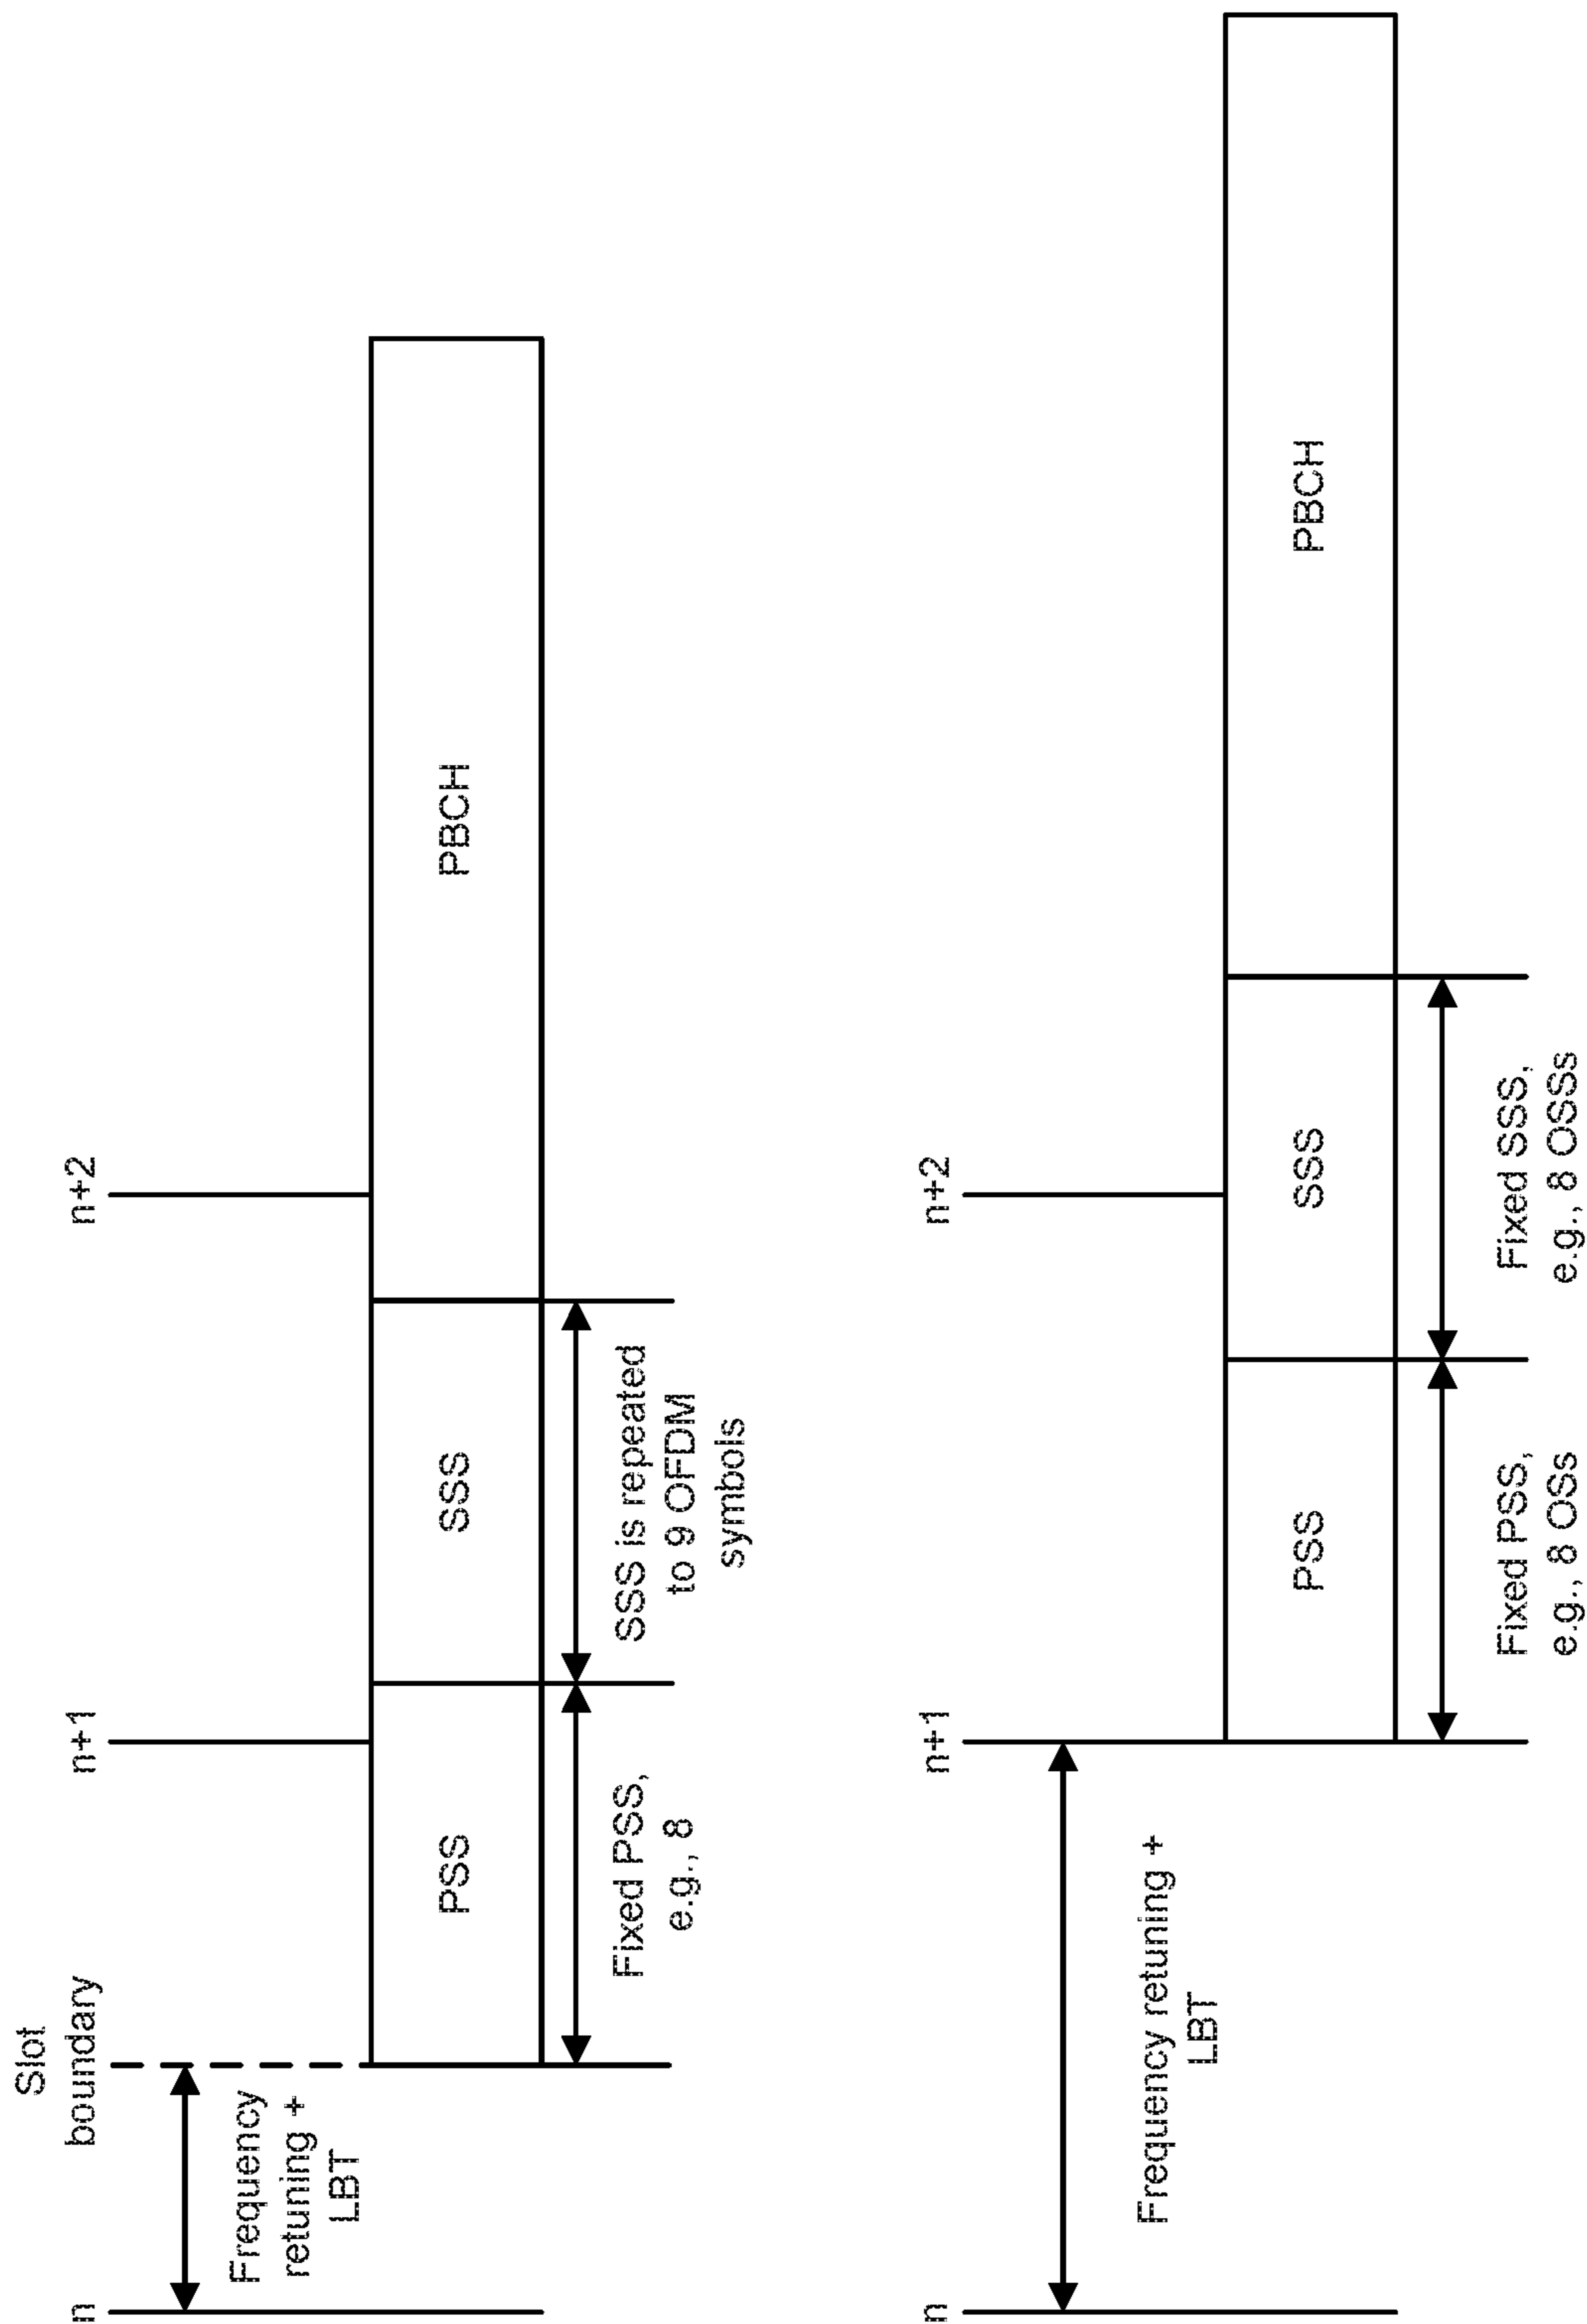 n
Slot
boundary
n+1
n+2
Frequency
retuning +
LBT
PSS
SSS
PBCH
Fixed PSS,
e.g., 8
SSS is repeated
to 9 OFDM
symbols
n
n+1
n+2
Frequency retuning +
LBT
PSS
SSS
PBCH
Fixed PSS,
e.g., 8 OSs
Fixed SSS,
e.g., 8 OSSs